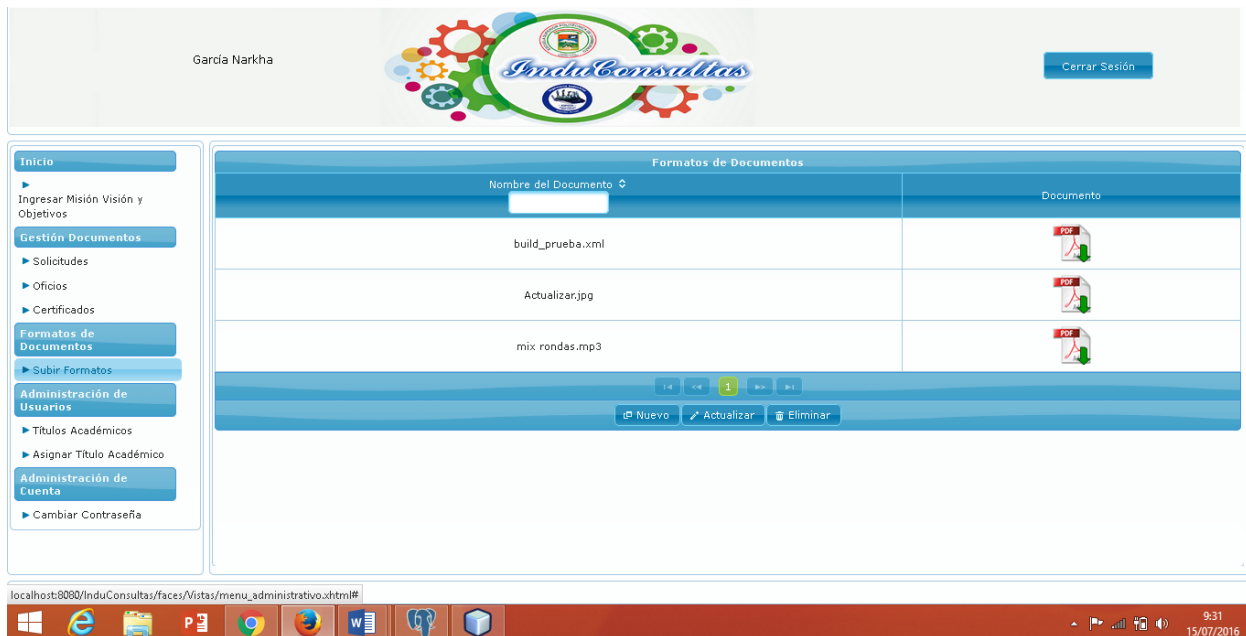 García Narkha
InduConsultas
Cerrar Sesión
Inicio
Ingresar Misión Visión y
Objetivos
Gestión Documentos
Solicitudes
Oficios
Certificados
Formatos de
Documentos
Subir Formatos
Administración de
Usuarios
Títulos Académicos
Asignar Título Académico
Administración de
Cuenta
Cambiar Contraseña
Formatos de Documentos
Nombre del Documento
Documento
build_prueba.xml
PDF
Actualizar.jpg
PDF
mix rondas.mp3
PDF
1
Nuevo
Actualizar
Eliminar
localhost:8080/InduConsultas/faces/Vistas/menu_administrativo.xhtml#
9:31
15/07/2016